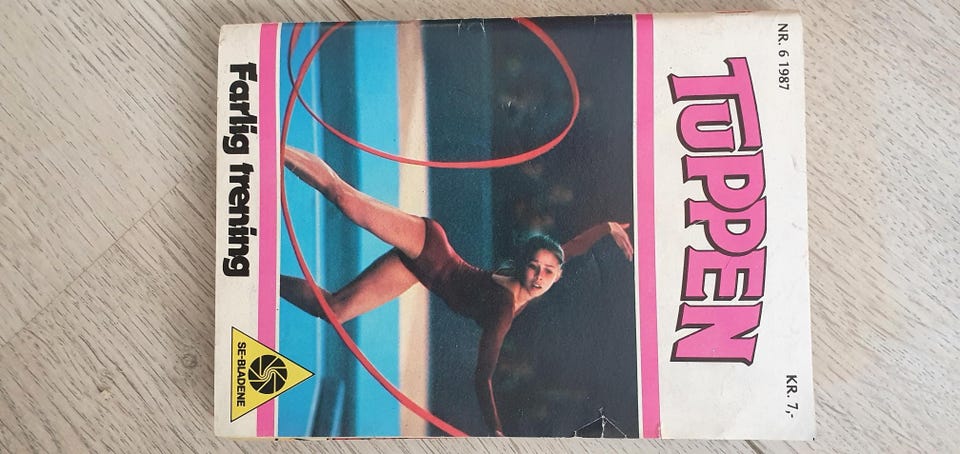 NR. 6 1987
TUPPEN
KR. 7,-
Farlig trening
SE-BLADENE